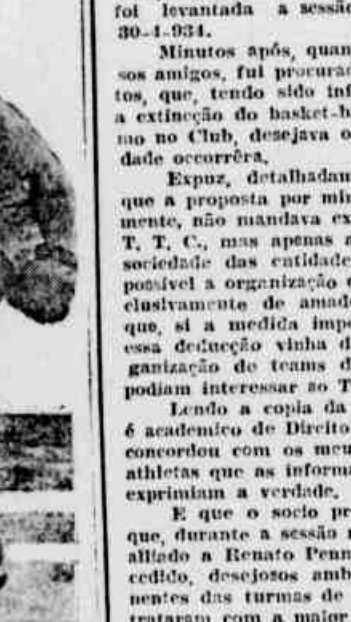 foi levantada a sessão
30-4-934.
Minutos após, quan
sos amigos, fui procurad
tos, que, tendo sido inf
a extincção do basket-b
mo no Club, desejava o
dade occorrêra.
Expuz, detalhadam
que a proposta por min
mente, não mandava ex
T. T. C., mas apenas a
sociedade das entidade
possivel a organização
clusivamente de amad
que, si a medida impo
essa deducção vinha d
ganização de teams d
podiam interessar ao T
Lendo a copia da
é academico de Direito
concordou com os meu
athletas que as informa
exprimiam a verdade.
E que o socio pr
que, durante a sessão
alliado a Renato Penn
cedido, desejosos amb
nentes das turmas de
trataram com a maior